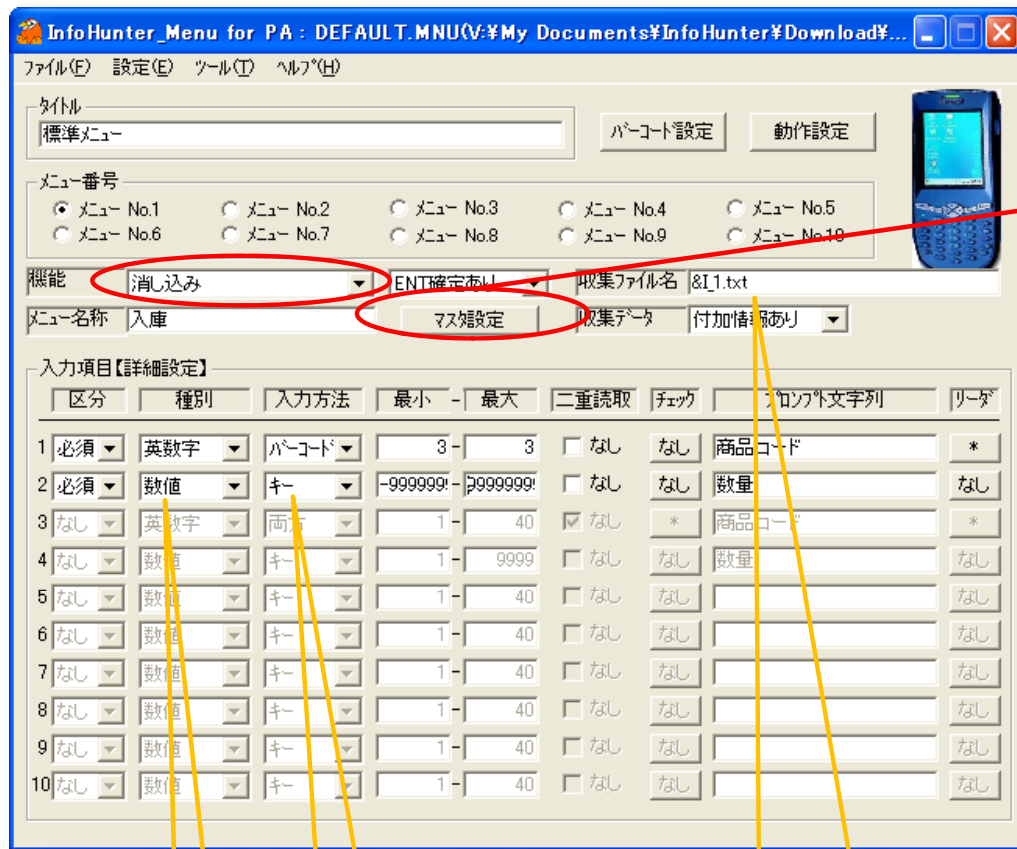 InfoHunter_Menu for PA : DEFAULT.MNU(V:¥My Documents¥InfoHunter¥Download¥...
ﾌｧｲﾙ(F) 設定(E) ﾂｰﾙ(T) ﾍﾙﾌﾟ(H)
ﾀｲﾄﾙ
標準ﾒﾆｭｰ
ﾊﾞｰｺｰﾄﾞ設定 動作設定
ﾒﾆｭｰ番号
ﾒﾆｭｰ No.1 ﾒﾆｭｰ No.2 ﾒﾆｭｰ No.3 ﾒﾆｭｰ No.4 ﾒﾆｭｰ No.5
ﾒﾆｭｰ No.6 ﾒﾆｭｰ No.7 ﾒﾆｭｰ No.8 ﾒﾆｭｰ No.9 ﾒﾆｭｰ No.10
機能 消し込み ENT確定あり 収集ﾌｧｲﾙ名 &I_1.txt
ﾒﾆｭｰ名称 入庫 ﾏｽﾀ設定 収集ﾃﾞｰﾀ 付加情報あり
入力項目【詳細設定】
区分 種別 入力方法 最小 - 最大 二重読取 ﾁｪｯｸ ﾌﾟﾛﾝﾌﾟﾄ文字列 ﾘｰﾀﾞ
1 必須 英数字 ﾊﾞｰｺｰﾄﾞ 3 - 3 なし なし 商品コード *
2 必須 数値 ｷｰ -999999 - 9999999 なし なし 数量 なし
3 なし 英数字 両方 1 - 40 なし * 商品コード *
4 なし 数値 ｷｰ 1 - 9999 なし なし 数量 なし
5 なし 数値 ｷｰ 1 - 40 なし なし なし
6 なし 数値 ｷｰ 1 - 40 なし なし なし
7 なし 数値 ｷｰ 1 - 40 なし なし なし
8 なし 数値 ｷｰ 1 - 40 なし なし なし
9 なし 数値 ｷｰ 1 - 40 なし なし なし
10 なし 数値 ｷｰ 1 - 40 なし なし なし